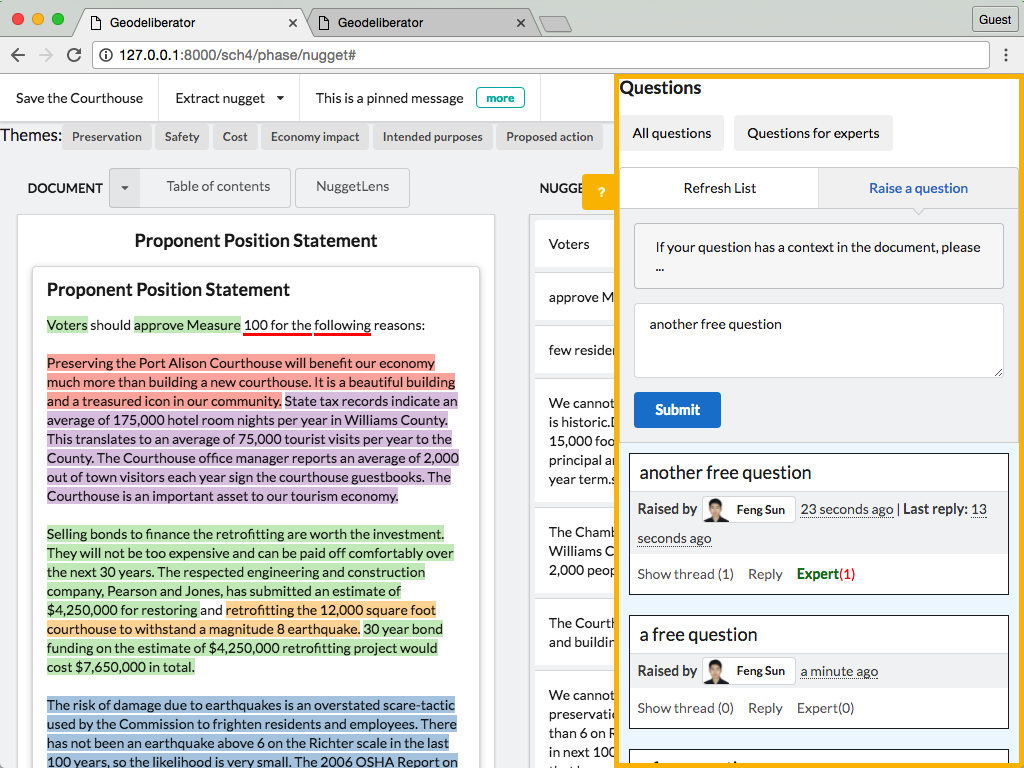 Geodeliberator
Geodeliberator
Guest
127.0.0.1:8000/sch4/phase/nugget#
Save the Courthouse
Extract nugget
This is a pinned message
more
Themes:
Preservation
Safety
Cost
Economy impact
Intended purposes
Proposed action
DOCUMENT
Table of contents
NuggetLens
Proponent Position Statement
Proponent Position Statement
Voters should approve Measure 100 for the following reasons:
Preserving the Port Alison Courthouse will benefit our economy
much more than building a new courthouse. It is a beautiful building
and a treasured icon in our community. State tax records indicate an
average of 175,000 hotel room nights per year in Williams County.
This translates to an average of 75,000 tourist visits per year to the
County. The Courthouse office manager reports an average of 2,000
out of town visitors each year sign the courthouse guestbooks. The
Courthouse is an important asset to our tourism economy.
Selling bonds to finance the retrofitting are worth the investment.
They will not be too expensive and can be paid off comfortably over
the next 30 years. The respected engineering and construction
company, Pearson and Jones, has submitted an estimate of
$4,250,000 for restoring and retrofitting the 12,000 square foot
courthouse to withstand a magnitude 8 earthquake. 30 year bond
funding on the estimate of $4,250,000 retrofitting project would
cost $7,650,000 in total.
The risk of damage due to earthquakes is an overstated scare-tactic
used by the Commission to frighten residents and employees. There
has not been an earthquake above 6 on the Richter scale in the last
100 years, so the likelihood is very small. The 2006 OSHA Report on
NUGGE
?
Voters
approve M
few reside
We cannot
is historic.
15,000 foo
principal a
year term.s
The Chamb
Williams C
2,000 peop
The Court
and buildin
We cannot
preservati
than 6 on
in next 100
Questions
All questions
Questions for experts
Refresh List
Raise a question
If your question has a context in the document, please
...
another free question
Submit
another free question
Raised by Feng Sun 23 seconds ago | Last reply: 13
seconds ago
Show thread (1) Reply Expert(1)
a free question
Raised by Feng Sun a minute ago
Show thread (0) Reply Expert(0)